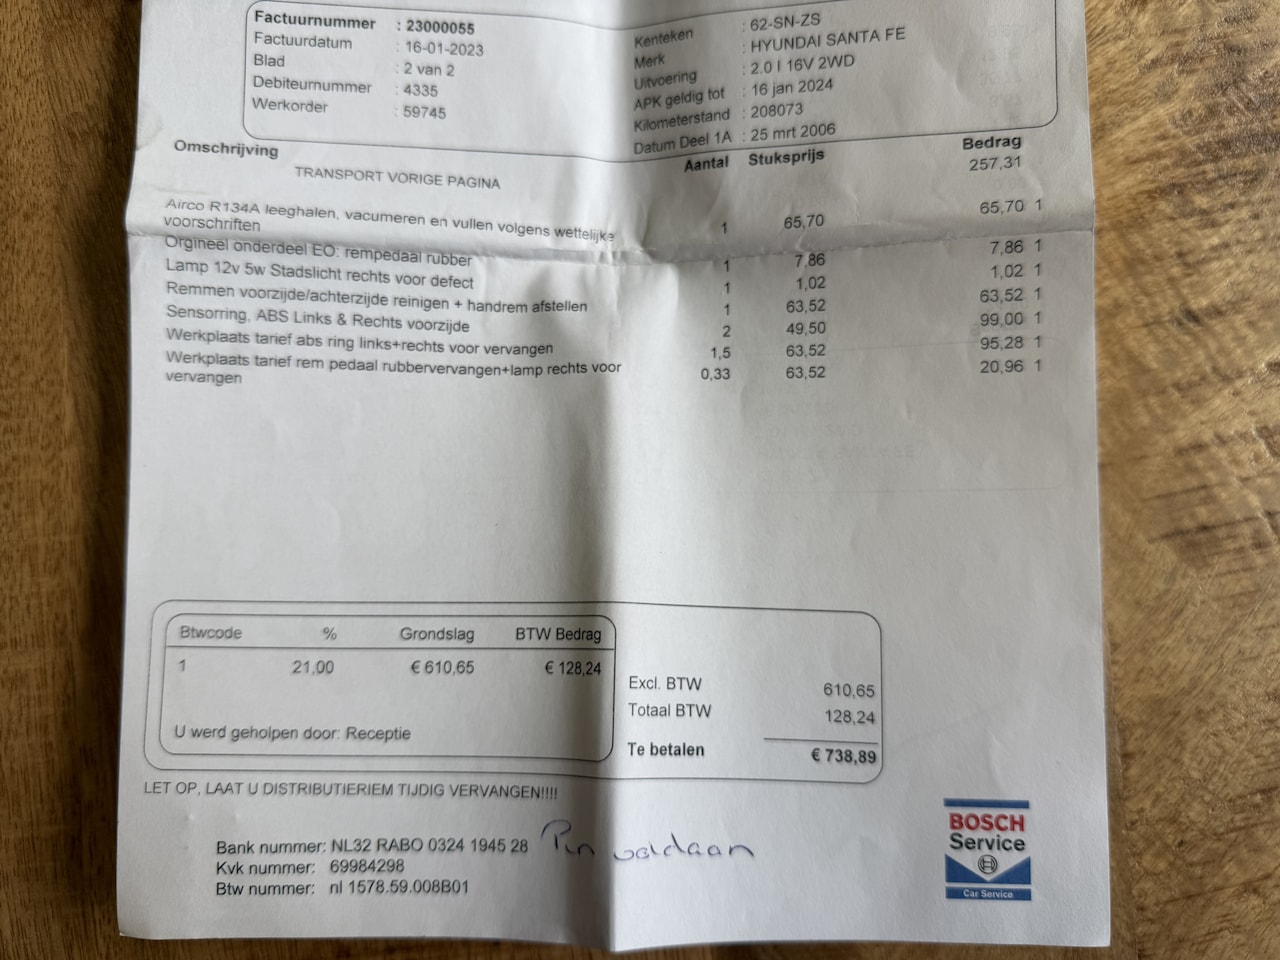 Factuurnummer : 23000055
Factuurdatum : 16-01-2023
Blad : 2 van 2
Debiteurnummer : 4335
Werkorder : 59745
Kenteken : 62-SN-ZS
Merk : HYUNDAI SANTA FE
Uitvoering : 2.0 I 16V 2WD
APK geldig tot : 16 jan 2024
Kilometerstand : 208073
Datum Deel 1A : 25 mrt 2006
Omschrijving Aantal Stuksprijs Bedrag
TRANSPORT VORIGE PAGINA 257,31
Airco R134A leeghalen, vacumeren en vullen volgens wettelijke 1 65,70 65,70 1
voorschriften
Orgineel onderdeel EO: rempedaal rubber 1 7,86 7,86 1
Lamp 12v 5w Stadslicht rechts voor defect 1 1,02 1,02 1
Remmen voorzijde/achterzijde reinigen + handrem afstellen 1 63,52 63,52 1
Sensorring, ABS Links & Rechts voorzijde 2 49,50 99,00 1
Werkplaats tarief abs ring links+rechts voor vervangen 1,5 63,52 95,28 1
Werkplaats tarief rem pedaal rubbervervangen+lamp rechts voor 0,33 63,52 20,96 1
vervangen
Btwcode % Grondslag BTW Bedrag
1 21,00 € 610,65 € 128,24
U werd geholpen door: Receptie
Excl. BTW 610,65
Totaal BTW 128,24
Te betalen € 738,89
LET OP, LAAT U DISTRIBUTIERIEM TIJDIG VERVANGEN!!!!
Bank nummer: NL32 RABO 0324 1945 28
Kvk nummer: 69984298
Btw nummer: nl 1578.59.008B01
Pin voldaan
BOSCH
Service
Car Service